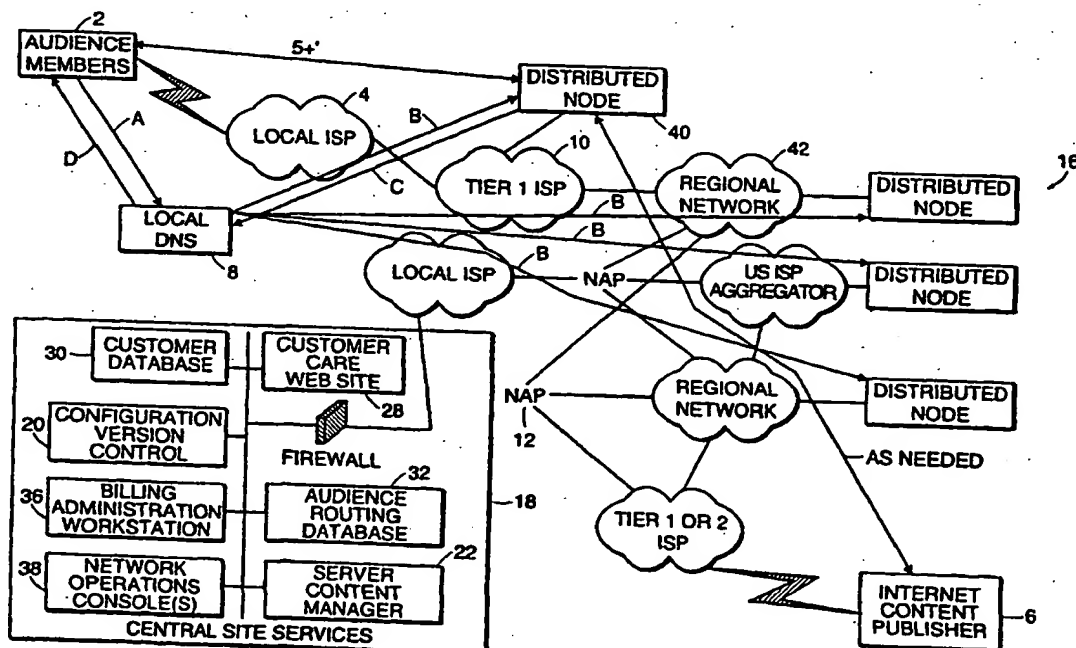 2
AUDIENCE
MEMBERS
5+'
DISTRIBUTED
NODE
40
4
LOCAL ISP
A
D
B
C
10
TIER 1 ISP
42
REGIONAL
NETWORK
DISTRIBUTED
NODE
16
LOCAL
DNS
8
B
B
B
LOCAL ISP
NAP
US ISP
AGGREGATOR
DISTRIBUTED
NODE
30
CUSTOMER
DATABASE
CUSTOMER
CARE
WEB SITE
28
NAP
12
REGIONAL
NETWORK
DISTRIBUTED
NODE
20
CONFIGURATION
VERSION
CONTROL
FIREWALL
AS NEEDED
36
BILLING
ADMINISTRATION
WORKSTATION
32
AUDIENCE
ROUTING
DATABASE
18
TIER 1 OR 2
ISP
38
NETWORK
OPERATIONS
CONSOLE(S)
22
SERVER
CONTENT
MANAGER
CENTRAL SITE SERVICES
INTERNET
CONTENT
PUBLISHER
6